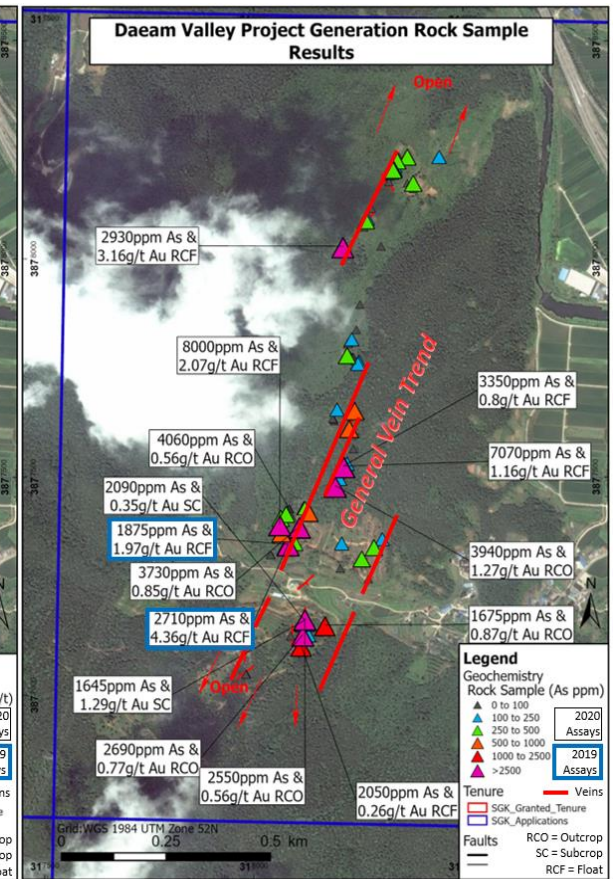 Daeam Valley Project Generation Rock Sample
Results
Open
2930ppm As &
3.16g/t Au RCF
8000ppm As &
2.07g/t Au RCF
General Vein Trend
3350ppm As &
0.8g/t Au RCF
4060ppm As &
0.56g/t Au RCO
7070ppm As &
1.16g/t Au RCF
2090ppm As &
0.35g/t Au SC
1875ppm As &
1.97g/t Au RCF
3940ppm As &
1.27g/t Au RCO
3730ppm As &
0.85g/t Au RCO
2710ppm As &
4.36g/t Au RCF
1675ppm As &
0.87g/t Au RCO
1645ppm As &
1.29g/t Au SC
Open
2690ppm As &
0.77g/t Au RCO
2550ppm As &
0.56g/t Au RCO
2050ppm As &
0.26g/t Au RCF
N
Legend
Geochemistry
Rock Sample (As ppm)
0 to 100
100 to 250
250 to 500
500 to 1000
1000 to 2500
>2500
2020
Assays
2019
Assays
Tenure
Veins
SGK_Granted_Tenure
SGK_Applications
Faults
RCO = Outcrop
SC = Subcrop
RCF = Float
Grid:WGS 1984 UTM Zone 52N
0 0.25 0.5 km